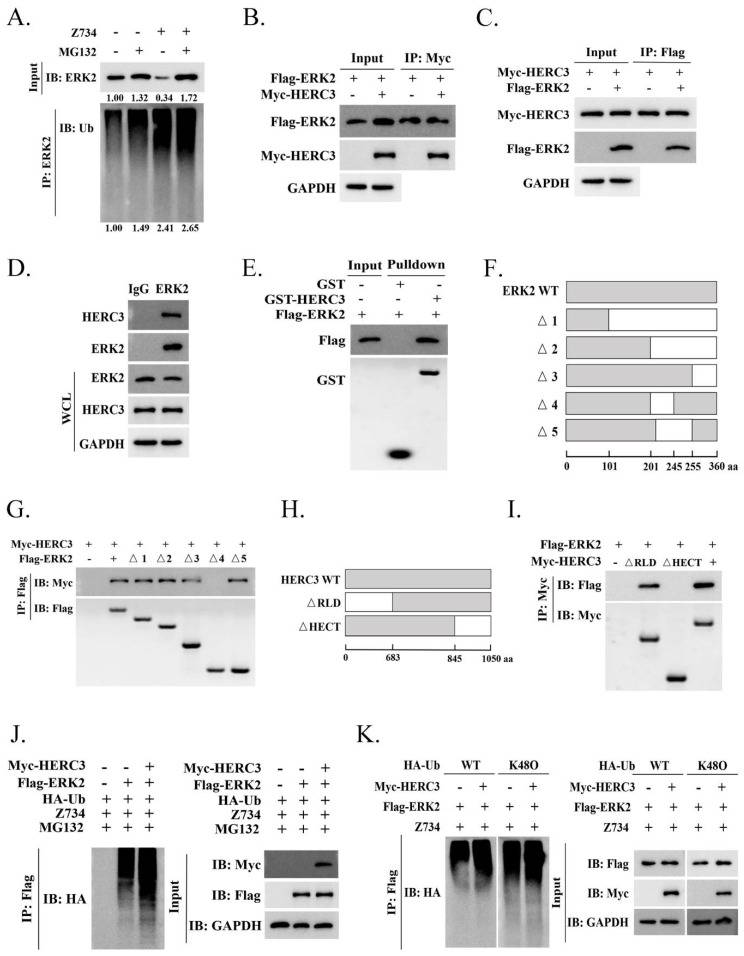 A.
Z734 - - + +
MG132 - + - +
Input
IB: ERK2
1.00 1.32 0.34 1.72
IP: ERK2
IB: Ub
1.00 1.49 2.41 2.65
B.
Input IP: Myc
Flag-ERK2 + + + +
Myc-HERC3 - + - +
Flag-ERK2
Myc-HERC3
GAPDH
C.
Input IP: Flag
Myc-HERC3 + + + +
Flag-ERK2 - + - +
Myc-HERC3
Flag-ERK2
GAPDH
D.
IgG ERK2
HERC3
ERK2
WCL
ERK2
HERC3
GAPDH
E.
Input Pulldown
GST - + -
GST-HERC3 - - +
Flag-ERK2 + + +
Flag
GST
F.
ERK2 WT
△ 1
△ 2
△ 3
△ 4
△ 5
0 101 201 245 255 360 aa
G.
Myc-HERC3 + + + + + + +
Flag-ERK2 - + △1 △2 △3 △4 △5
IP: Flag
IB: Myc
IB: Flag
H.
HERC3 WT
△RLD
△HECT
0 683 845 1050 aa
I.
Flag-ERK2 + + + +
Myc-HERC3 - △RLD △HECT +
IP: Myc
IB: Flag
IB: Myc
J.
Myc-HERC3 - - +
Flag-ERK2 - + +
HA-Ub + + +
Z734 + + +
MG132 + + +
IP: Flag
IB: HA
Myc-HERC3 - - +
Flag-ERK2 - + +
HA-Ub + + +
Z734 + + +
MG132 + + +
Input
IB: Myc
IB: Flag
IB: GAPDH
K.
HA-Ub WT K48O
Myc-HERC3 - + - +
Flag-ERK2 + + + +
Z734 + + + +
IP: Flag
IB: HA
HA-Ub WT K48O
Myc-HERC3 - + - +
Flag-ERK2 + + + +
Z734 + + + +
Input
IB: Flag
IB: Myc
IB: GAPDH